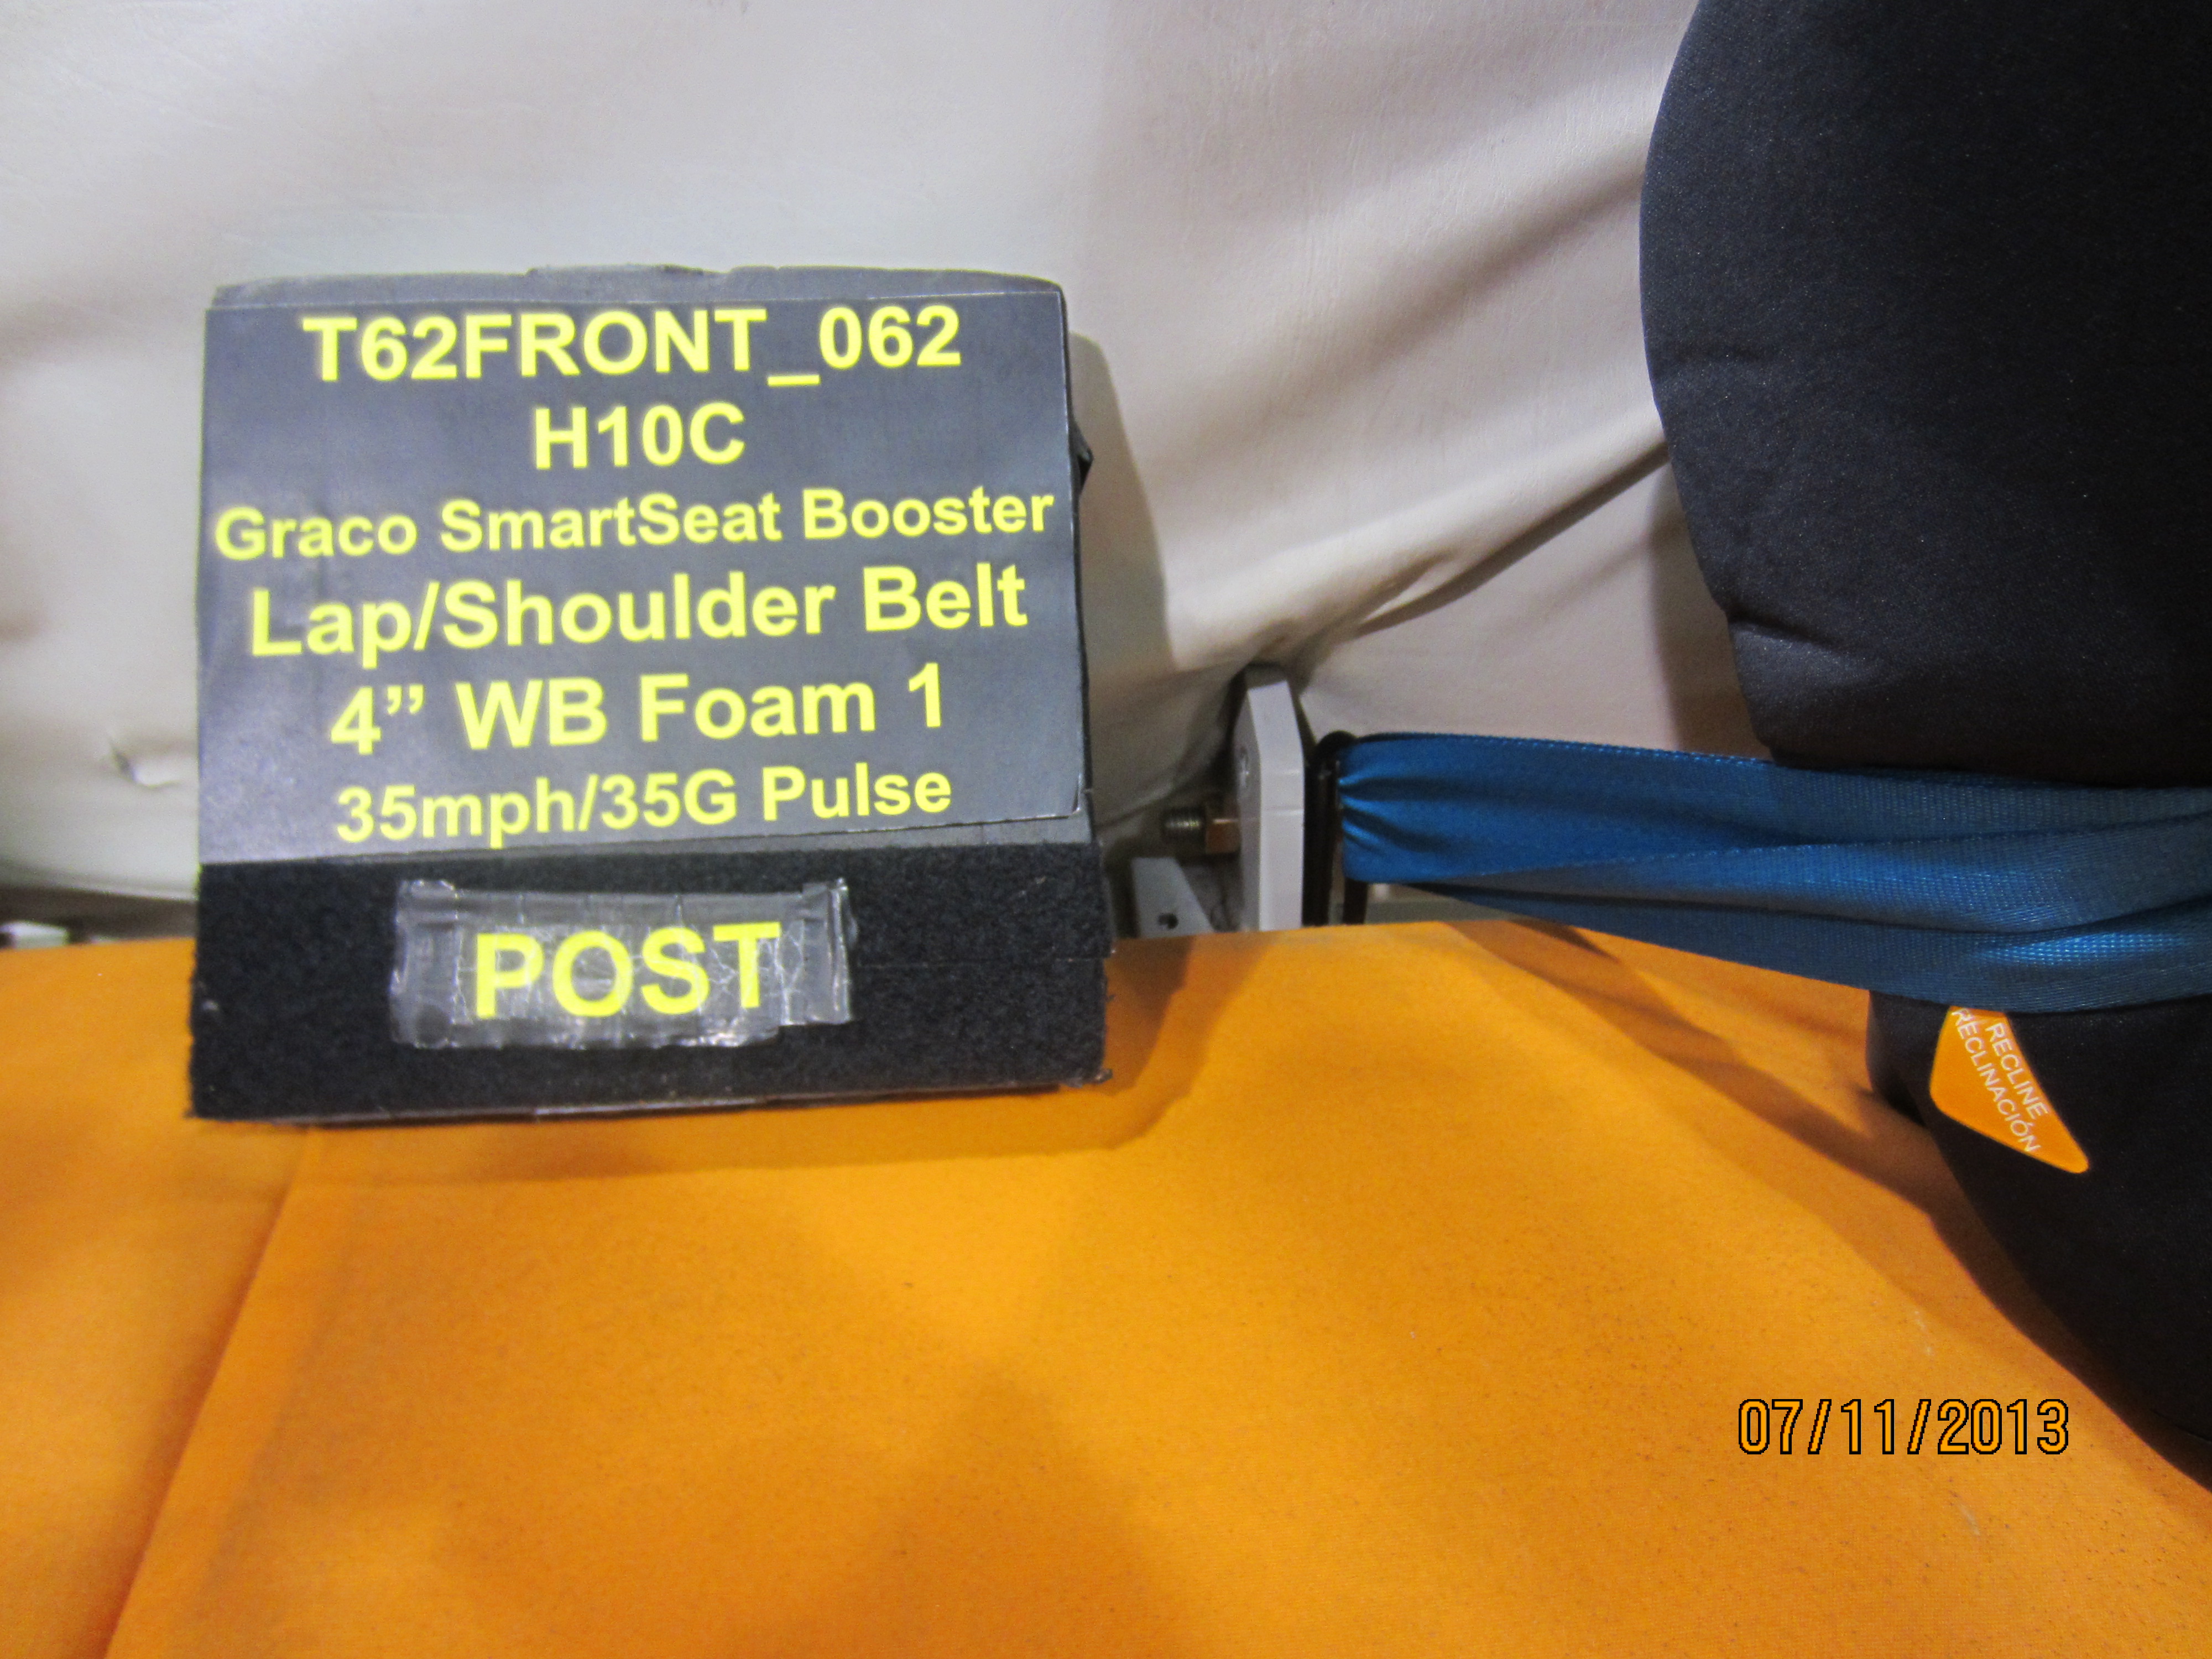 T62FRONT_062
H10C
Graco SmartSeat Booster
Lap/Shoulder Belt
4” WB Foam 1
35mph/35G Pulse
POST
RECLINE
RECLINACIÓN
07/11/2013